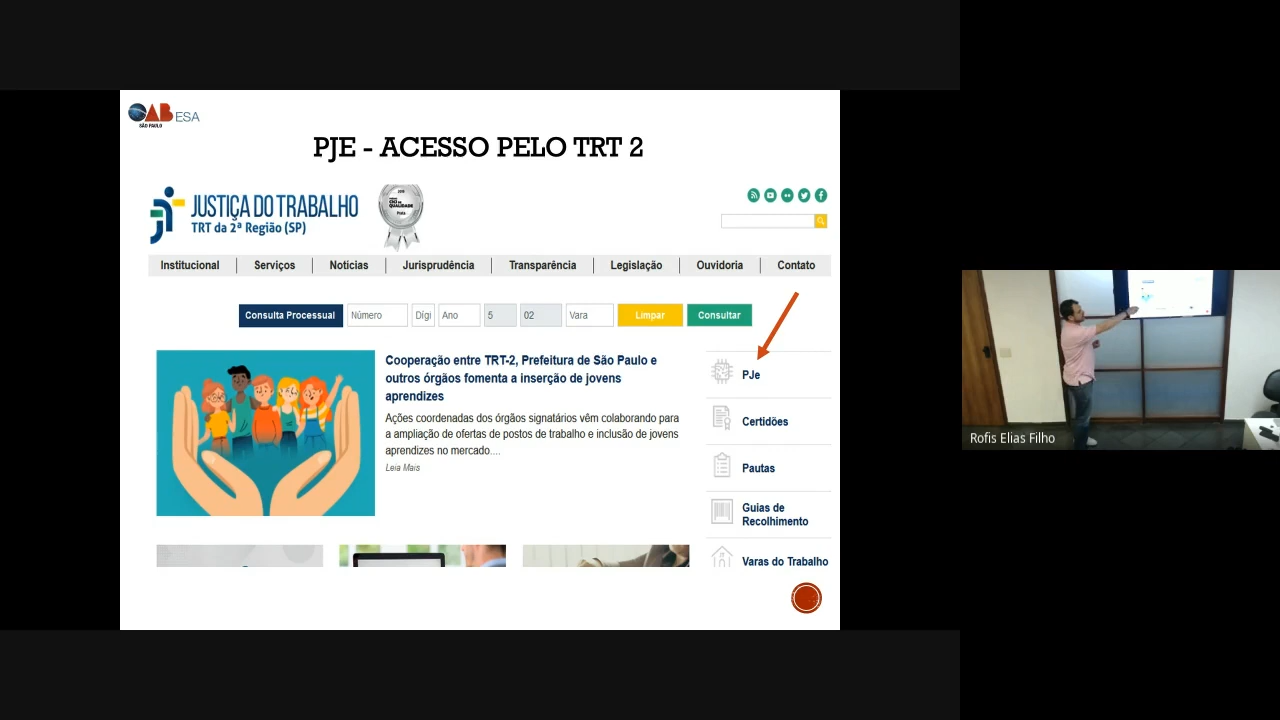 OAB ESA
SÃO PAULO
PJE - ACESSO PELO TRT 2
JUSTIÇA DO TRABALHO
TRT da 2ª Região (SP)
Institucional
Serviços
Notícias
Jurisprudência
Transparência
Legislação
Ouvidoria
Contato
Consulta Processual
Número
Dígi
Ano
5
02
Vara
Limpar
Consultar
Cooperação entre TRT-2, Prefeitura de São Paulo e
outros órgãos fomenta a inserção de jovens
aprendizes
Ações coordenadas dos órgãos signatários vêm colaborando para
a ampliação de ofertas de postos de trabalho e inclusão de jovens
aprendizes no mercado....
Leia Mais
PJe
Certidões
Pautas
Guias de
Recolhimento
Varas do Trabalho
Rofis Elias Filho